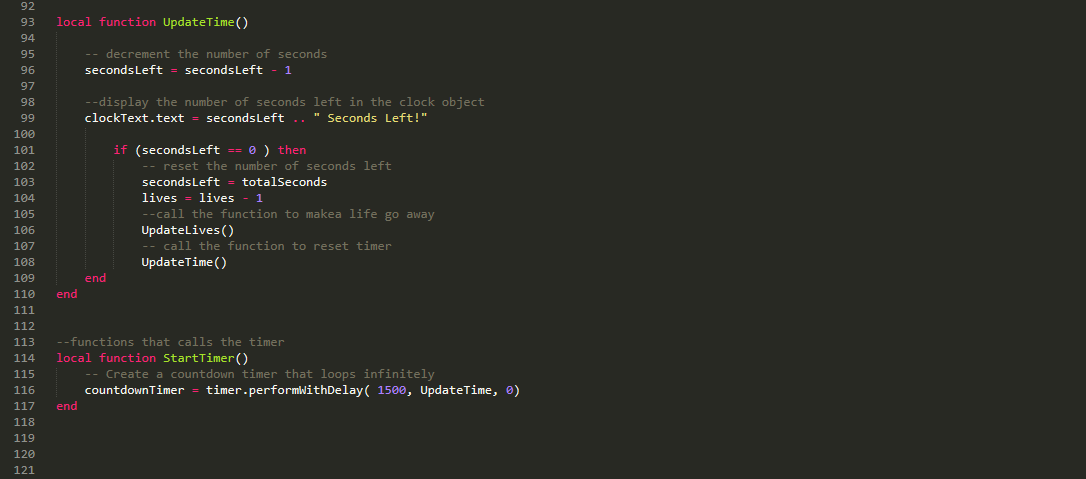 92
93 local function UpdateTime()
94
95 -- decrement the number of seconds
96 secondsLeft = secondsLeft - 1
97
98 --display the number of seconds left in the clock object
99 clockText.text = secondsLeft .. " Seconds Left!"
100
101 if (secondsLeft == 0 ) then
102 -- reset the number of seconds left
103 secondsLeft = totalSeconds
104 lives = lives - 1
105 --call the function to makea life go away
106 UpdateLives()
107 -- call the function to reset timer
108 UpdateTime()
109 end
110 end
111
112
113 --functions that calls the timer
114 local function StartTimer()
115 -- Create a countdown timer that loops infinitely
116 countdownTimer = timer.performWithDelay( 1500, UpdateTime, 0)
117 end
118
119
120
121